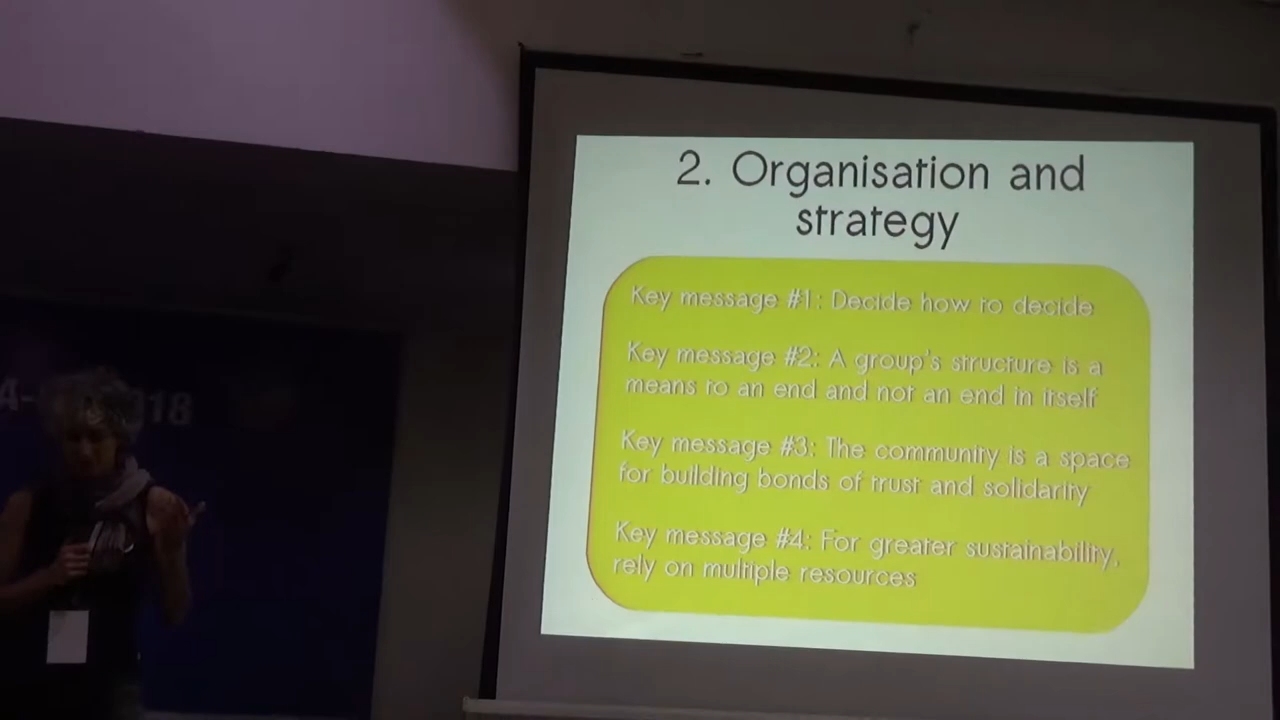 2. Organisation and
strategy
Key message #1: Decide how to decide
Key message #2: A group's structure is a
means to an end and not an end in itself
Key message #3: The community is a space
for building bonds of trust and solidarity
Key message #4: For greater sustainability,
rely on multiple resources